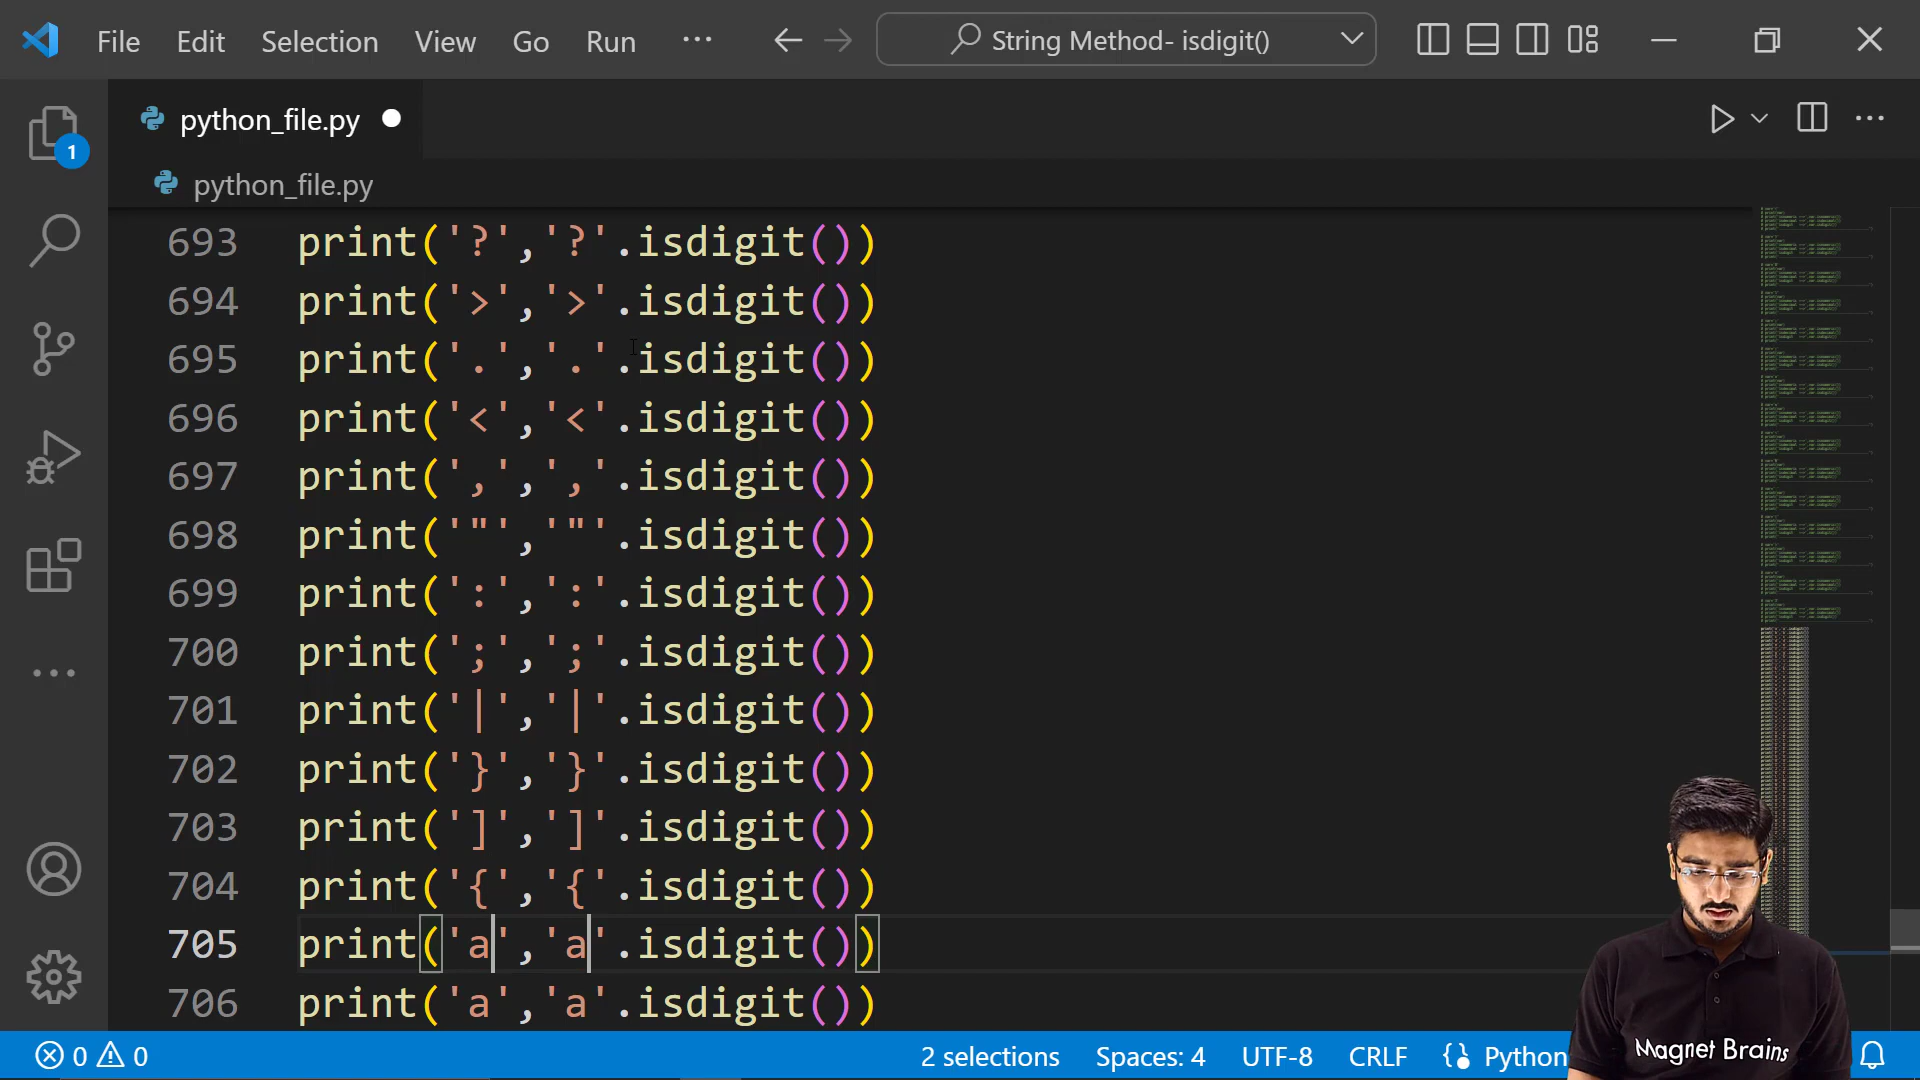 File Edit Selection View Go Run ... String Method- isdigit()
python_file.py
1
python_file.py
693 print('?','?'.isdigit())
694 print('>','>'.isdigit())
695 print('.','.'.isdigit())
696 print('<','<'.isdigit())
697 print(',',','.isdigit())
698 print('"','"'.isdigit())
699 print(':',':'.isdigit())
700 print(';',';'.isdigit())
701 print('|','|'.isdigit())
702 print('}','}'.isdigit())
703 print(']',']'.isdigit())
704 print('{','{'.isdigit())
705 print('a','a'.isdigit())
706 print('a','a'.isdigit())
0 0 2 selections Spaces: 4 UTF-8 CRLF Python
Magnet Brains